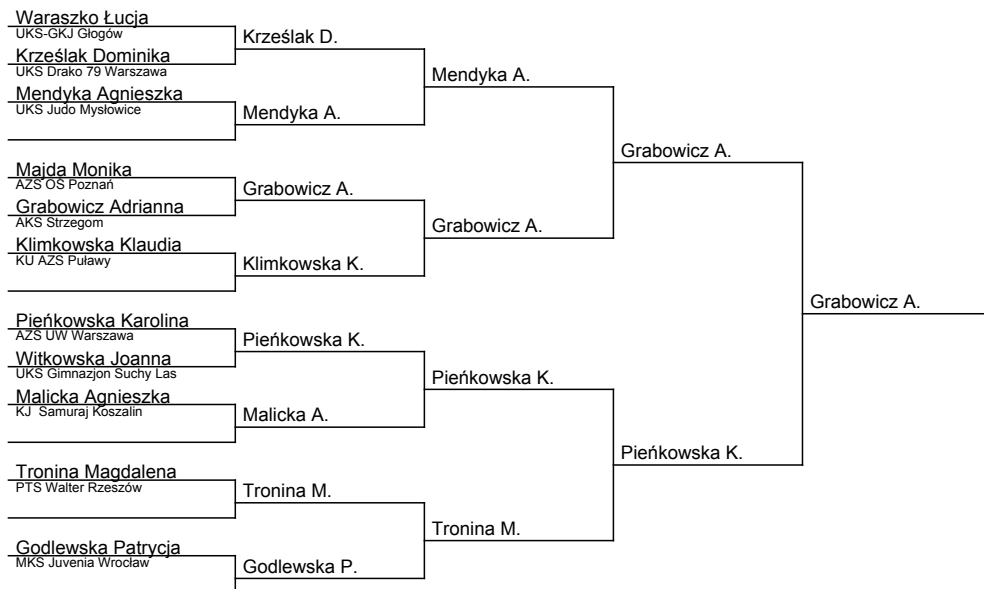 Waraszko Łucja
UKS-GKJ Głogów
Krześlak D.
Krześlak Dominika
UKS Drako 79 Warszawa
Mendyka A.
Mendyka Agnieszka
UKS Judo Mysłowice
Mendyka A.
Grabowicz A.
Majda Monika
AZS OŚ Poznań
Grabowicz A.
Grabowicz Adrianna
AKS Strzegom
Grabowicz A.
Klimkowska Klaudia
KU AZS Puławy
Klimkowska K.
Grabowicz A.
Pieńkowska Karolina
AZS UW Warszawa
Pieńkowska K.
Witkowska Joanna
UKS Gimnazjon Suchy Las
Pieńkowska K.
Malicka Agnieszka
KJ Samuraj Koszalin
Malicka A.
Pieńkowska K.
Tronina Magdalena
PTS Walter Rzeszów
Tronina M.
Tronina M.
Godlewska Patrycja
MKS Juvenia Wrocław
Godlewska P.